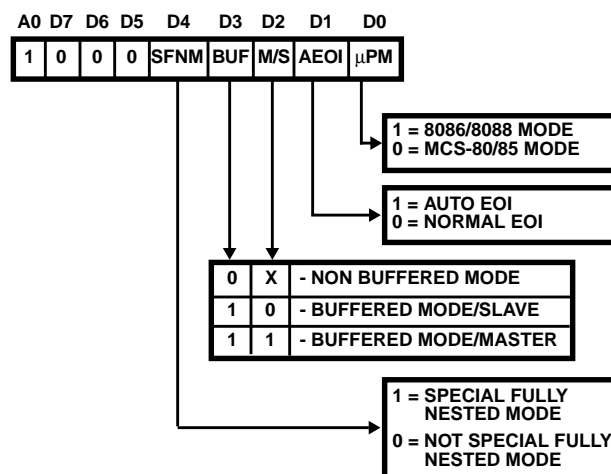 A0 D7 D6 D5 D4 D3 D2 D1 D0
1 0 0 0 SFNM BUF M/S AEOI μPM
1 = 8086/8088 MODE
0 = MCS-80/85 MODE
1 = AUTO EOI
0 = NORMAL EOI
0 X - NON BUFFERED MODE
1 0 - BUFFERED MODE/SLAVE
1 1 - BUFFERED MODE/MASTER
1 = SPECIAL FULLY
NESTED MODE
0 = NOT SPECIAL FULLY
NESTED MODE